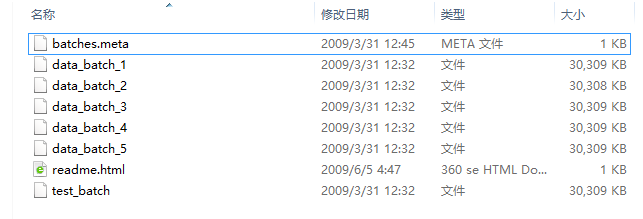 名称 修改日期 类型 大小
batches.meta 2009/3/31 12:45 META 文件 1 KB
data_batch_1 2009/3/31 12:32 文件 30,309 KB
data_batch_2 2009/3/31 12:32 文件 30,308 KB
data_batch_3 2009/3/31 12:32 文件 30,309 KB
data_batch_4 2009/3/31 12:32 文件 30,309 KB
data_batch_5 2009/3/31 12:32 文件 30,309 KB
readme.html 2009/6/5 4:47 360 se HTML Do... 1 KB
test_batch 2009/3/31 12:32 文件 30,309 KB